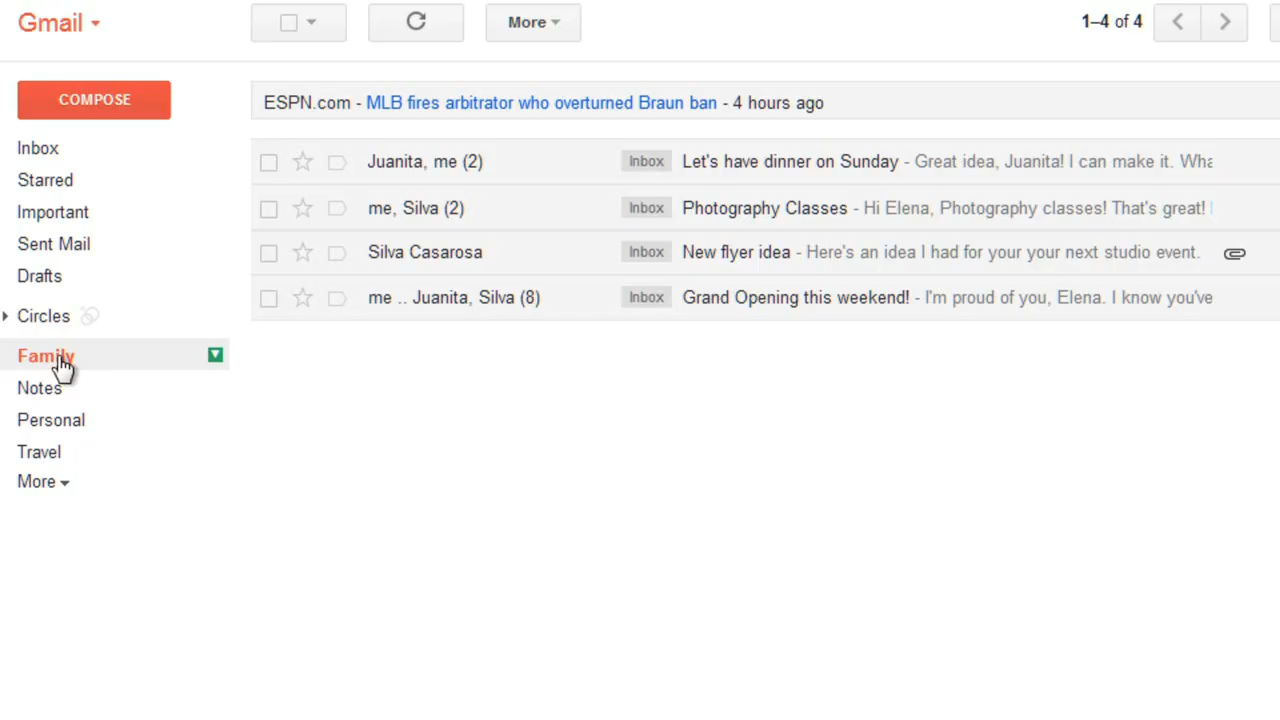 Gmail
More
1–4 of 4
COMPOSE
ESPN.com - MLB fires arbitrator who overturned Braun ban - 4 hours ago
Inbox
Starred
Important
Sent Mail
Drafts
Circles
Family
Notes
Personal
Travel
More
Juanita, me (2) Inbox Let's have dinner on Sunday - Great idea, Juanita! I can make it.
me, Silva (2) Inbox Photography Classes - Hi Elena, Photography classes! That's great!
Silva Casarosa Inbox New flyer idea - Here's an idea I had for your your next studio event.
me .. Juanita, Silva (8) Inbox Grand Opening this weekend! - I'm proud of you, Elena. I know you've